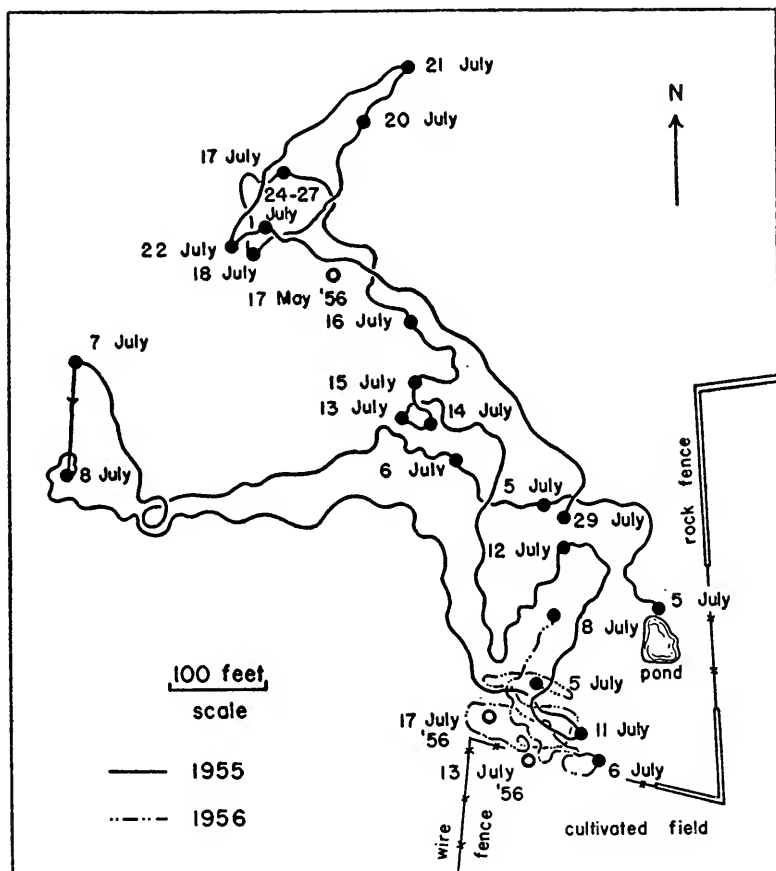 21 July
N
20 July
17 July
24-27
July
22 July
18 July
17 May '56
16 July
7 July
15 July
13 July
14 July
6 July
8 July
5 July
29 July
rock fence
12 July
5 July
8 July
pond
100 feet
scale
5 July
17 July
'56
11 July
13 July
'56
6 July
1955
1956
wire
fence
cultivated field